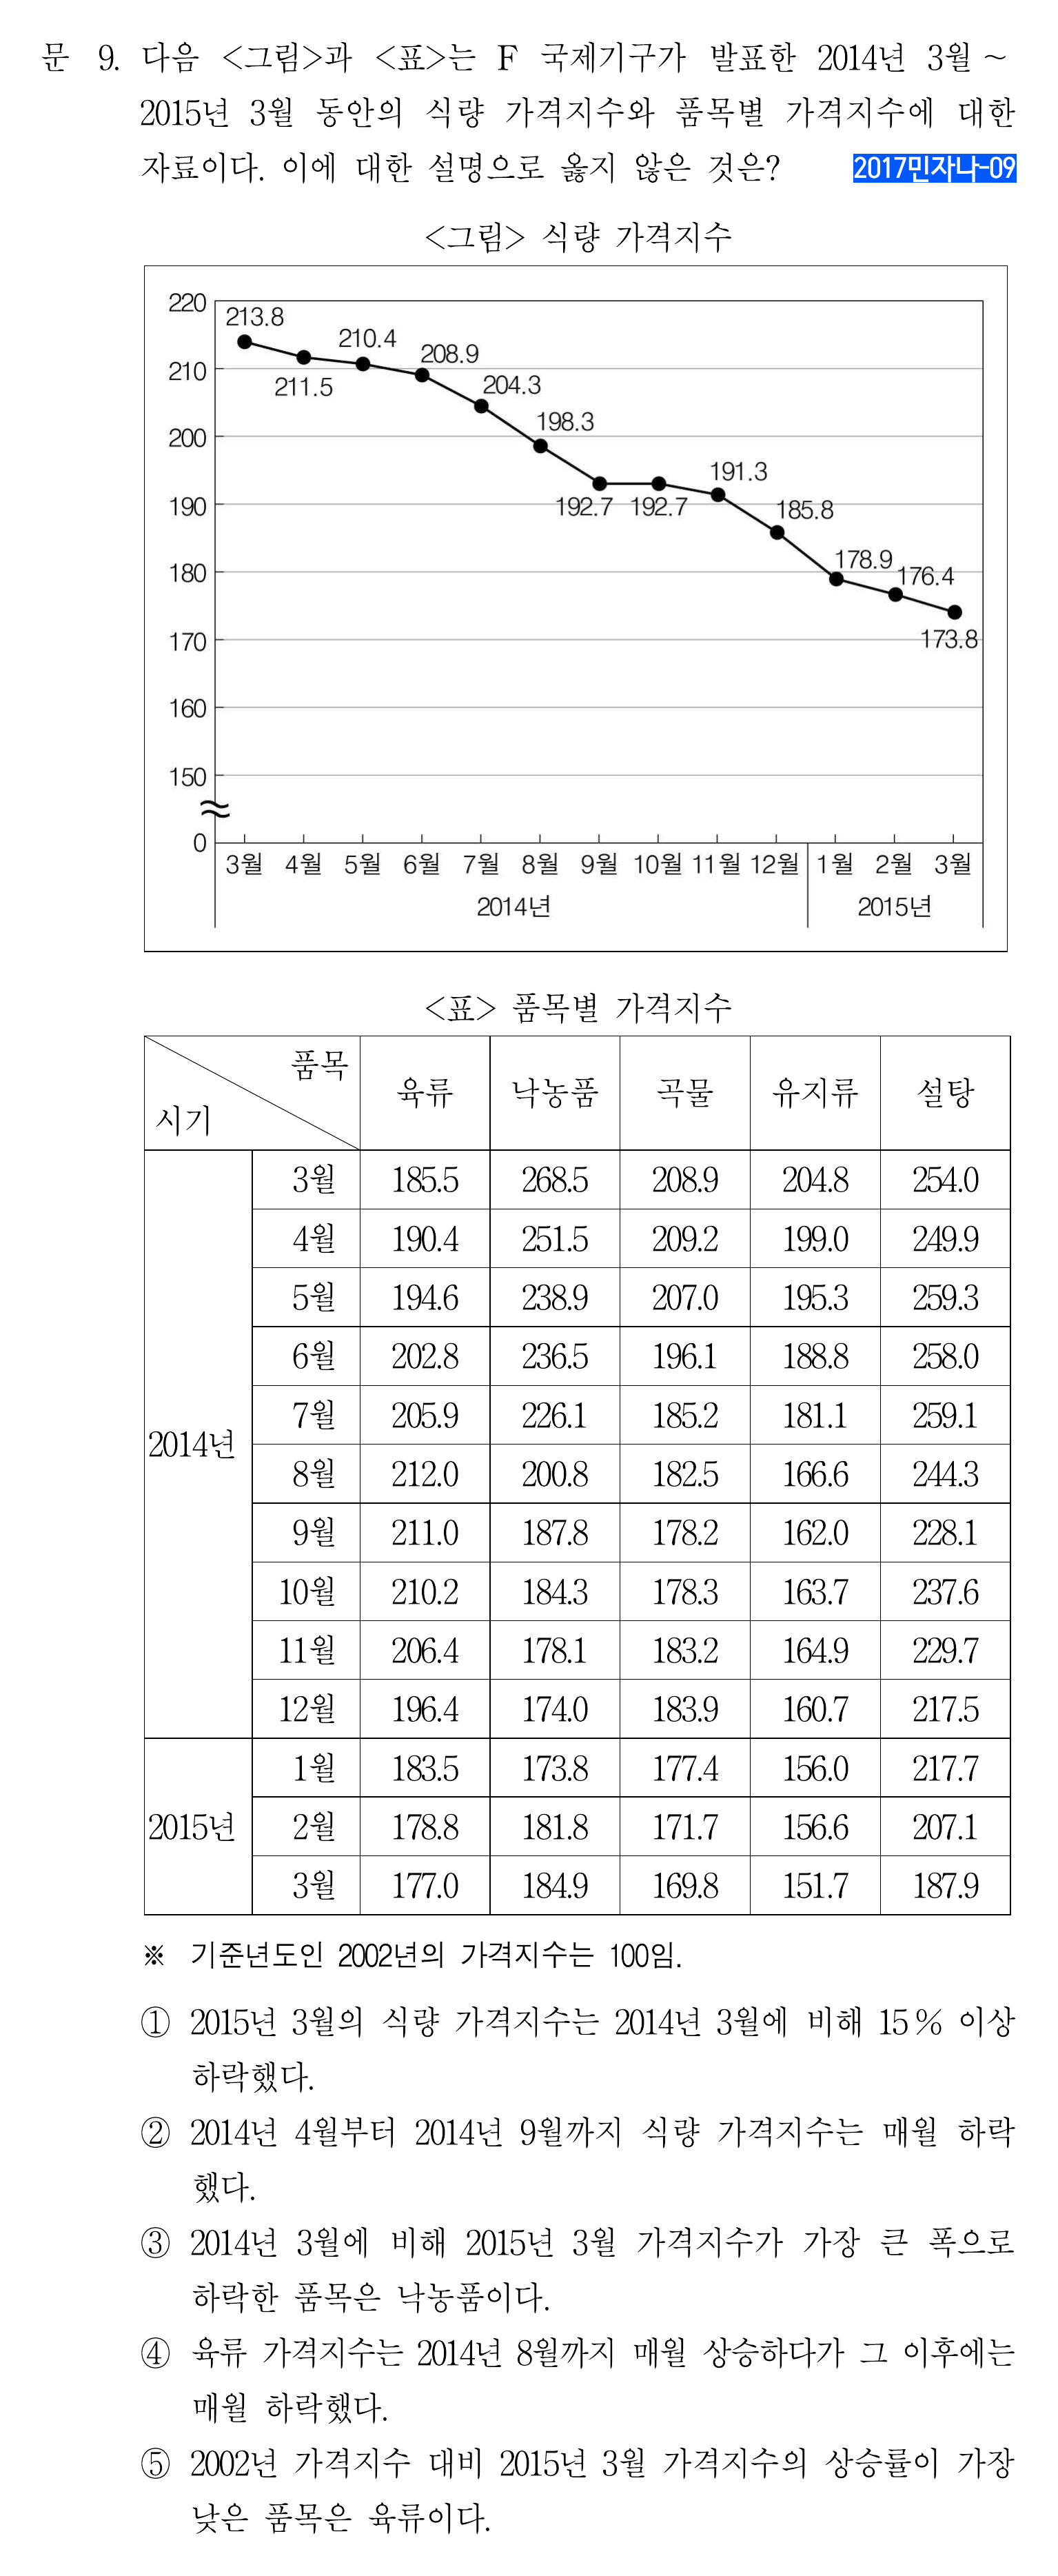 문 9. 다음 <그림>과 <표>는 F 국제기구가 발표한 2014년 3월 ~
2015년 3월 동안의 식량 가격지수와 품목별 가격지수에 대한
자료이다. 이에 대한 설명으로 옳지 않은 것은? 2017민자나-09
<그림> 식량 가격지수
220
213.8
210.4
208.9
210
211.5
204.3
200
198.3
192.7 192.7
191.3
190
185.8
180
178.9
176.4
173.8
170
160
150
0
3월 4월 5월 6월 7월 8월 9월 10월 11월 12월 1월 2월 3월
2014년 2015년
<표> 품목별 가격지수
품목
시기
육류 낙농품 곡물 유지류 설탕
2014년
3월 185.5 268.5 208.9 204.8 254.0
4월 190.4 251.5 209.2 199.0 249.9
5월 194.6 238.9 207.0 195.3 259.3
6월 202.8 236.5 196.1 188.8 258.0
7월 205.9 226.1 185.2 181.1 259.1
8월 212.0 200.8 182.5 166.6 244.3
9월 211.0 187.8 178.2 162.0 228.1
10월 210.2 184.3 178.3 163.7 237.6
11월 206.4 178.1 183.2 164.9 229.7
12월 196.4 174.0 183.9 160.7 217.5
2015년
1월 183.5 173.8 177.4 156.0 217.7
2월 178.8 181.8 171.7 156.6 207.1
3월 177.0 184.9 169.8 151.7 187.9
※ 기준년도인 2002년의 가격지수는 100임.
① 2015년 3월의 식량 가격지수는 2014년 3월에 비해 15% 이상
하락했다.
② 2014년 4월부터 2014년 9월까지 식량 가격지수는 매월 하락
했다.
③ 2014년 3월에 비해 2015년 3월 가격지수가 가장 큰 폭으로
하락한 품목은 낙농품이다.
④ 육류 가격지수는 2014년 8월까지 매월 상승하다가 그 이후에는
매월 하락했다.
⑤ 2002년 가격지수 대비 2015년 3월 가격지수의 상승률이 가장
낮은 품목은 육류이다.